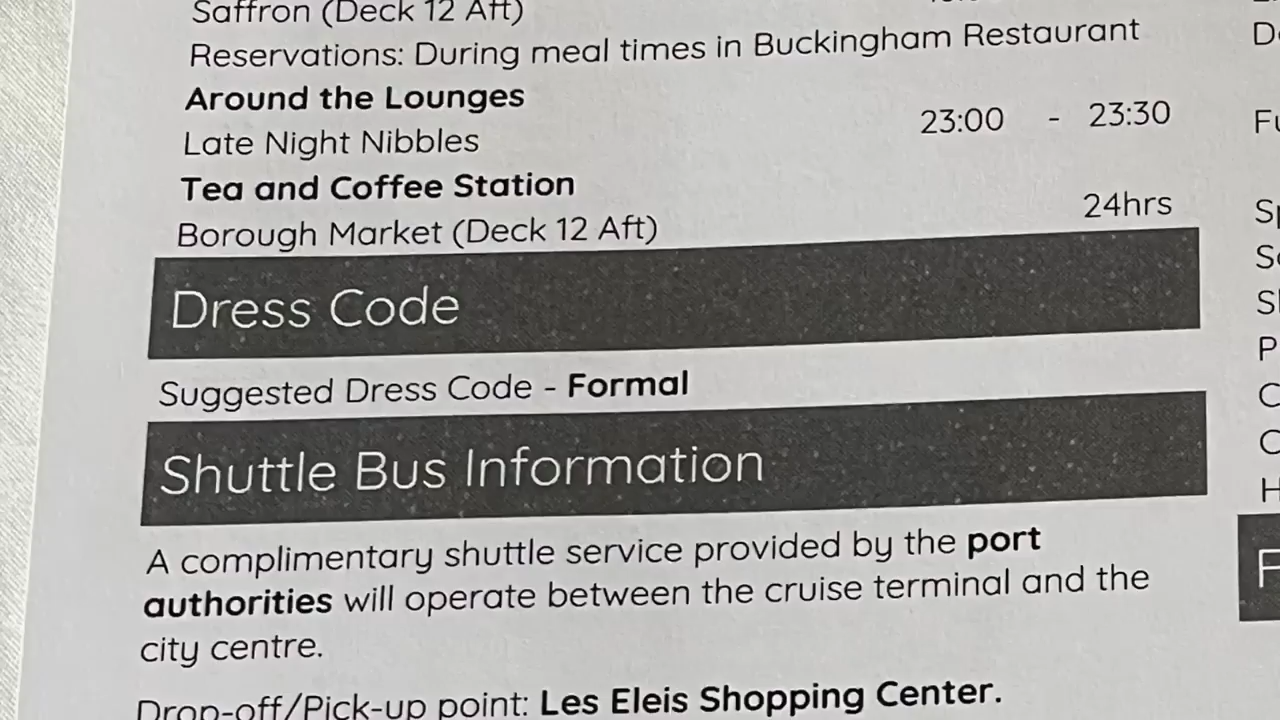 Saffron (Deck 12 Aft)
Reservations: During meal times in Buckingham Restaurant
Around the Lounges
Late Night Nibbles 23:00 - 23:30
Tea and Coffee Station
Borough Market (Deck 12 Aft) 24hrs
Dress Code
Suggested Dress Code - Formal
Shuttle Bus Information
A complimentary shuttle service provided by the port
authorities will operate between the cruise terminal and the
city centre.
Drop-off/Pick-up point: Les Eleis Shopping Center.